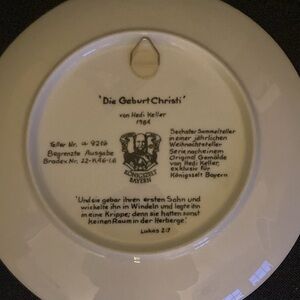 "Die Geburt Christi"
von Hedi Keller
1984
Teller Nr. a 9216
Begrenzte Ausgabe
Bradex Nr. 22-K46-1.6
KÖNIGSZELT
BAYERN
Sechster Sammelteller
in einer jährlichen
Weihnachtsteller-
Serie nach einem
Original Gemälde
von Hedi Keller,
exklusiv für
Königszelt Bayern
"Und sie gebar ihren ersten Sohn und
wickelte ihn in Windeln und legte ihn
in eine Krippe; denn sie hatten sonst
keinen Raum in der Herberge."
Lukas 2:7